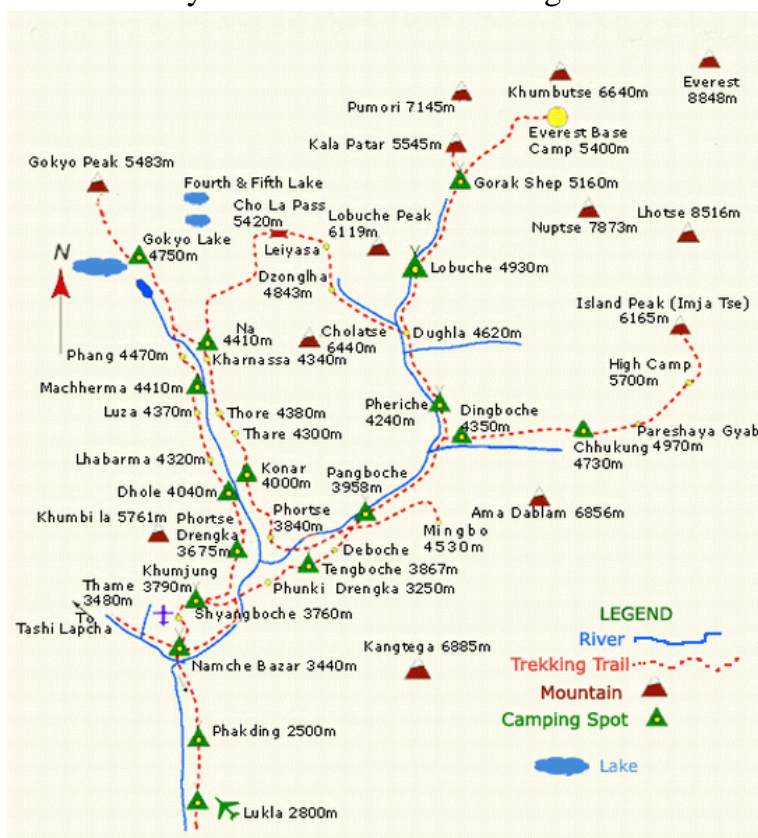 Everest
8848m
Khumbutse 6640m
Pumori 7145m
Everest Base
Camp 5400m
Kala Patar 5545m
Gokyo Peak 5483m
Fourth & Fifth Lake
Gorak Shep 5160m
Cho La Pass
5420m
Lobuche Peak
6119m
Nuptse 7873m
Lhotse 8516m
Gokyo Lake
4750m
N
Leiyasa
Lobuche 4930m
Dzonglha
4843m
Island Peak (Imja Tse)
6165m
Na
4410m
Cholatse
6440m
Dughla 4620m
Phang 4470m
Kharnassa 4340m
High Camp
5700m
Machherma 4410m
Pheriche
4240m
Dingboche
4350m
Luza 4370m
Thore 4380m
Thare 4300m
Pareshaya Gyab
4970m
Chhukung
4730m
Lhabarma 4320m
Konar
4000m
Pangboche
3958m
Dhole 4040m
Ama Dablam 6856m
Phortse
3840m
Khumbi la 5761m
Phortse
Drengka
3675m
Mingbo
4530m
Deboche
Tengboche 3867m
Khumjung
3790m
Phunki Drengka 3250m
Thame
3480m
Shyangboche 3760m
To
Tashi Lapcha
Namche Bazar 3440m
Kangtega 6885m
LEGEND
River
Trekking Trail
Mountain
Camping Spot
Lake
Phakding 2500m
Lukla 2800m